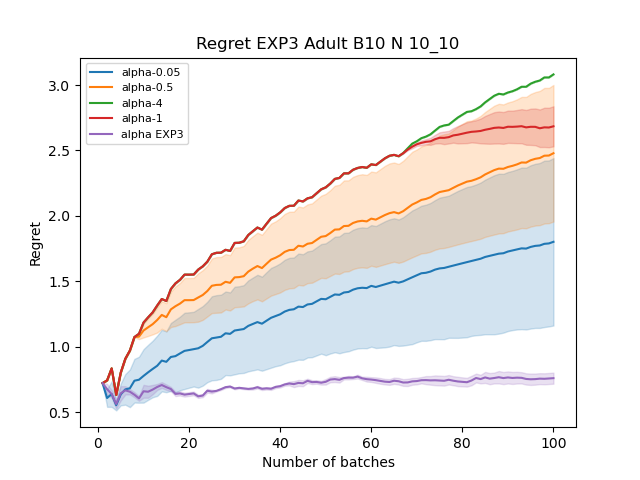 Regret EXP3 Adult B10 N 10_10
alpha-0.05
alpha-0.5
alpha-4
alpha-1
alpha EXP3
Regret
3.0
2.5
2.0
1.5
1.0
0.5
0 20 40 60 80 100
Number of batches